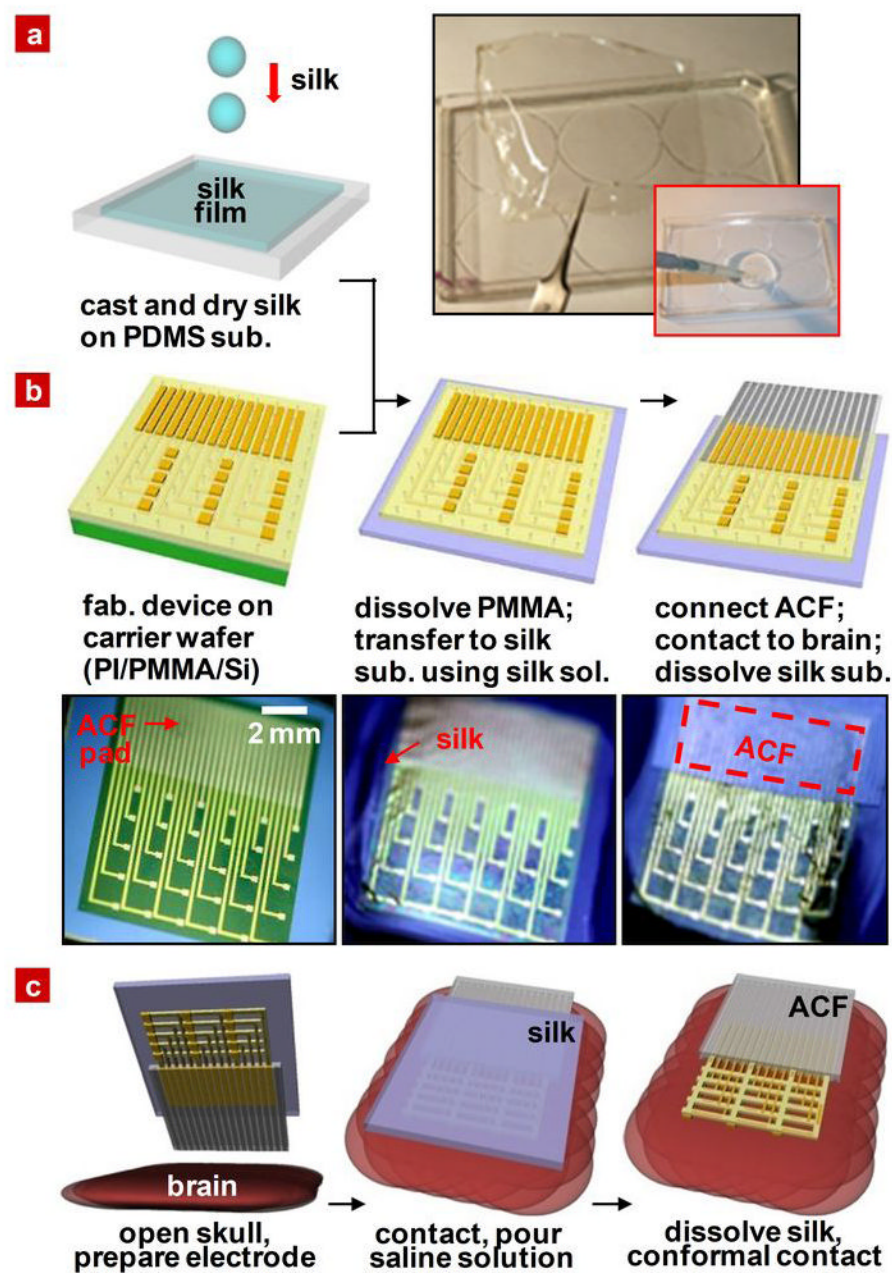 a
silk
silk
film
cast and dry silk
on PDMS sub.
b
fab. device on
carrier wafer
(PI/PMMA/Si)
dissolve PMMA;
transfer to silk
sub. using silk sol.
connect ACF;
contact to brain;
dissolve silk sub.
ACF
pad
2 mm
silk
ACF
c
brain
open skull,
prepare electrode
silk
contact, pour
saline solution
ACF
dissolve silk,
conformal contact